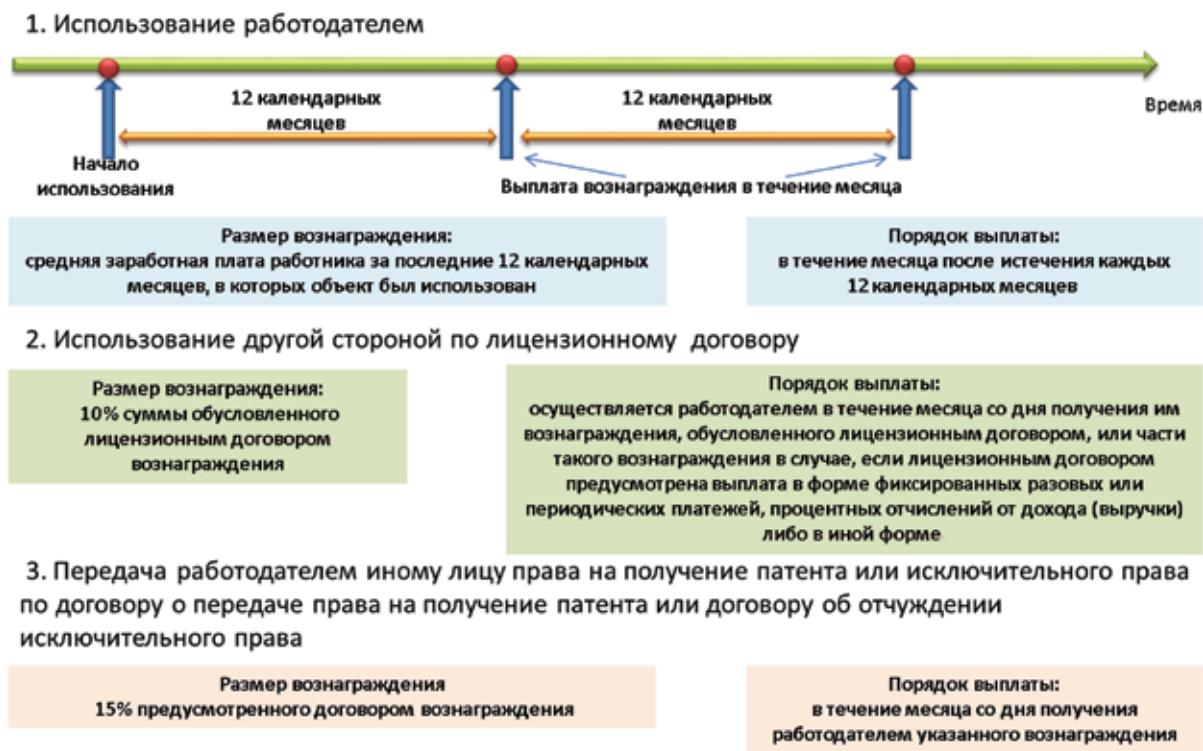 1. Использование работодателем
12 календарных
месяцев
12 календарных
месяцев
Время
Начало
использования
Выплата вознаграждения в течение месяца
Размер вознаграждения:
средняя заработная плата работника за последние 12 календарных
месяцев, в которых объект был использован
Порядок выплаты:
в течение месяца после истечения каждых
12 календарных месяцев
2. Использование другой стороной по лицензионному договору
Размер вознаграждения:
10% суммы обусловленного
лицензионным договором
вознаграждения
Порядок выплаты:
осуществляется работодателем в течение месяца со дня получения им
вознаграждения, обусловленного лицензионным договором, или части
такого вознаграждения в случае, если лицензионным договором
предусмотрена выплата в форме фиксированных разовых или
периодических платежей, процентных отчислений от дохода (выручки)
либо в иной форме
3. Передача работодателем иному лицу права на получение патента или исключительного права
по договору о передаче права на получение патента или договору об отчуждении
исключительного права
Размер вознаграждения
15% предусмотренного договором вознаграждения
Порядок выплаты:
в течение месяца со дня получения
работодателем указанного вознаграждения